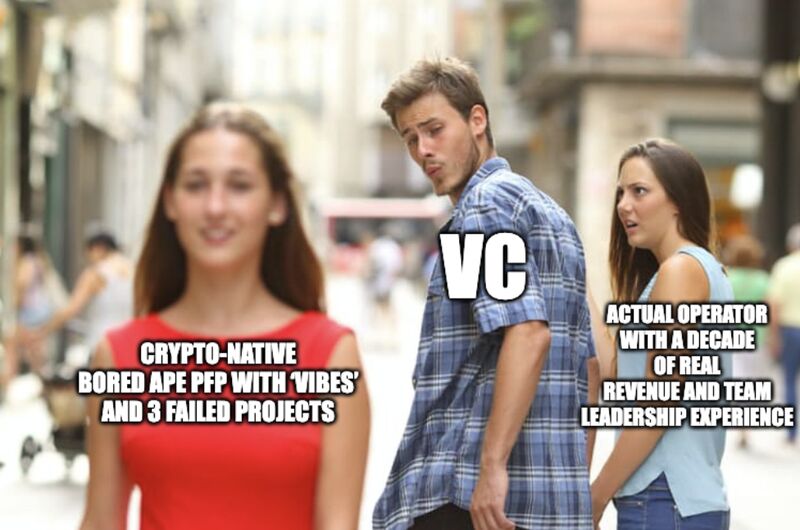 CRYPTO-NATIVE
BORED APE PFP WITH 'VIBES'
AND 3 FAILED PROJECTS
VC
ACTUAL OPERATOR
WITH A DECADE
OF REAL
REVENUE AND TEAM
LEADERSHIP EXPERIENCE